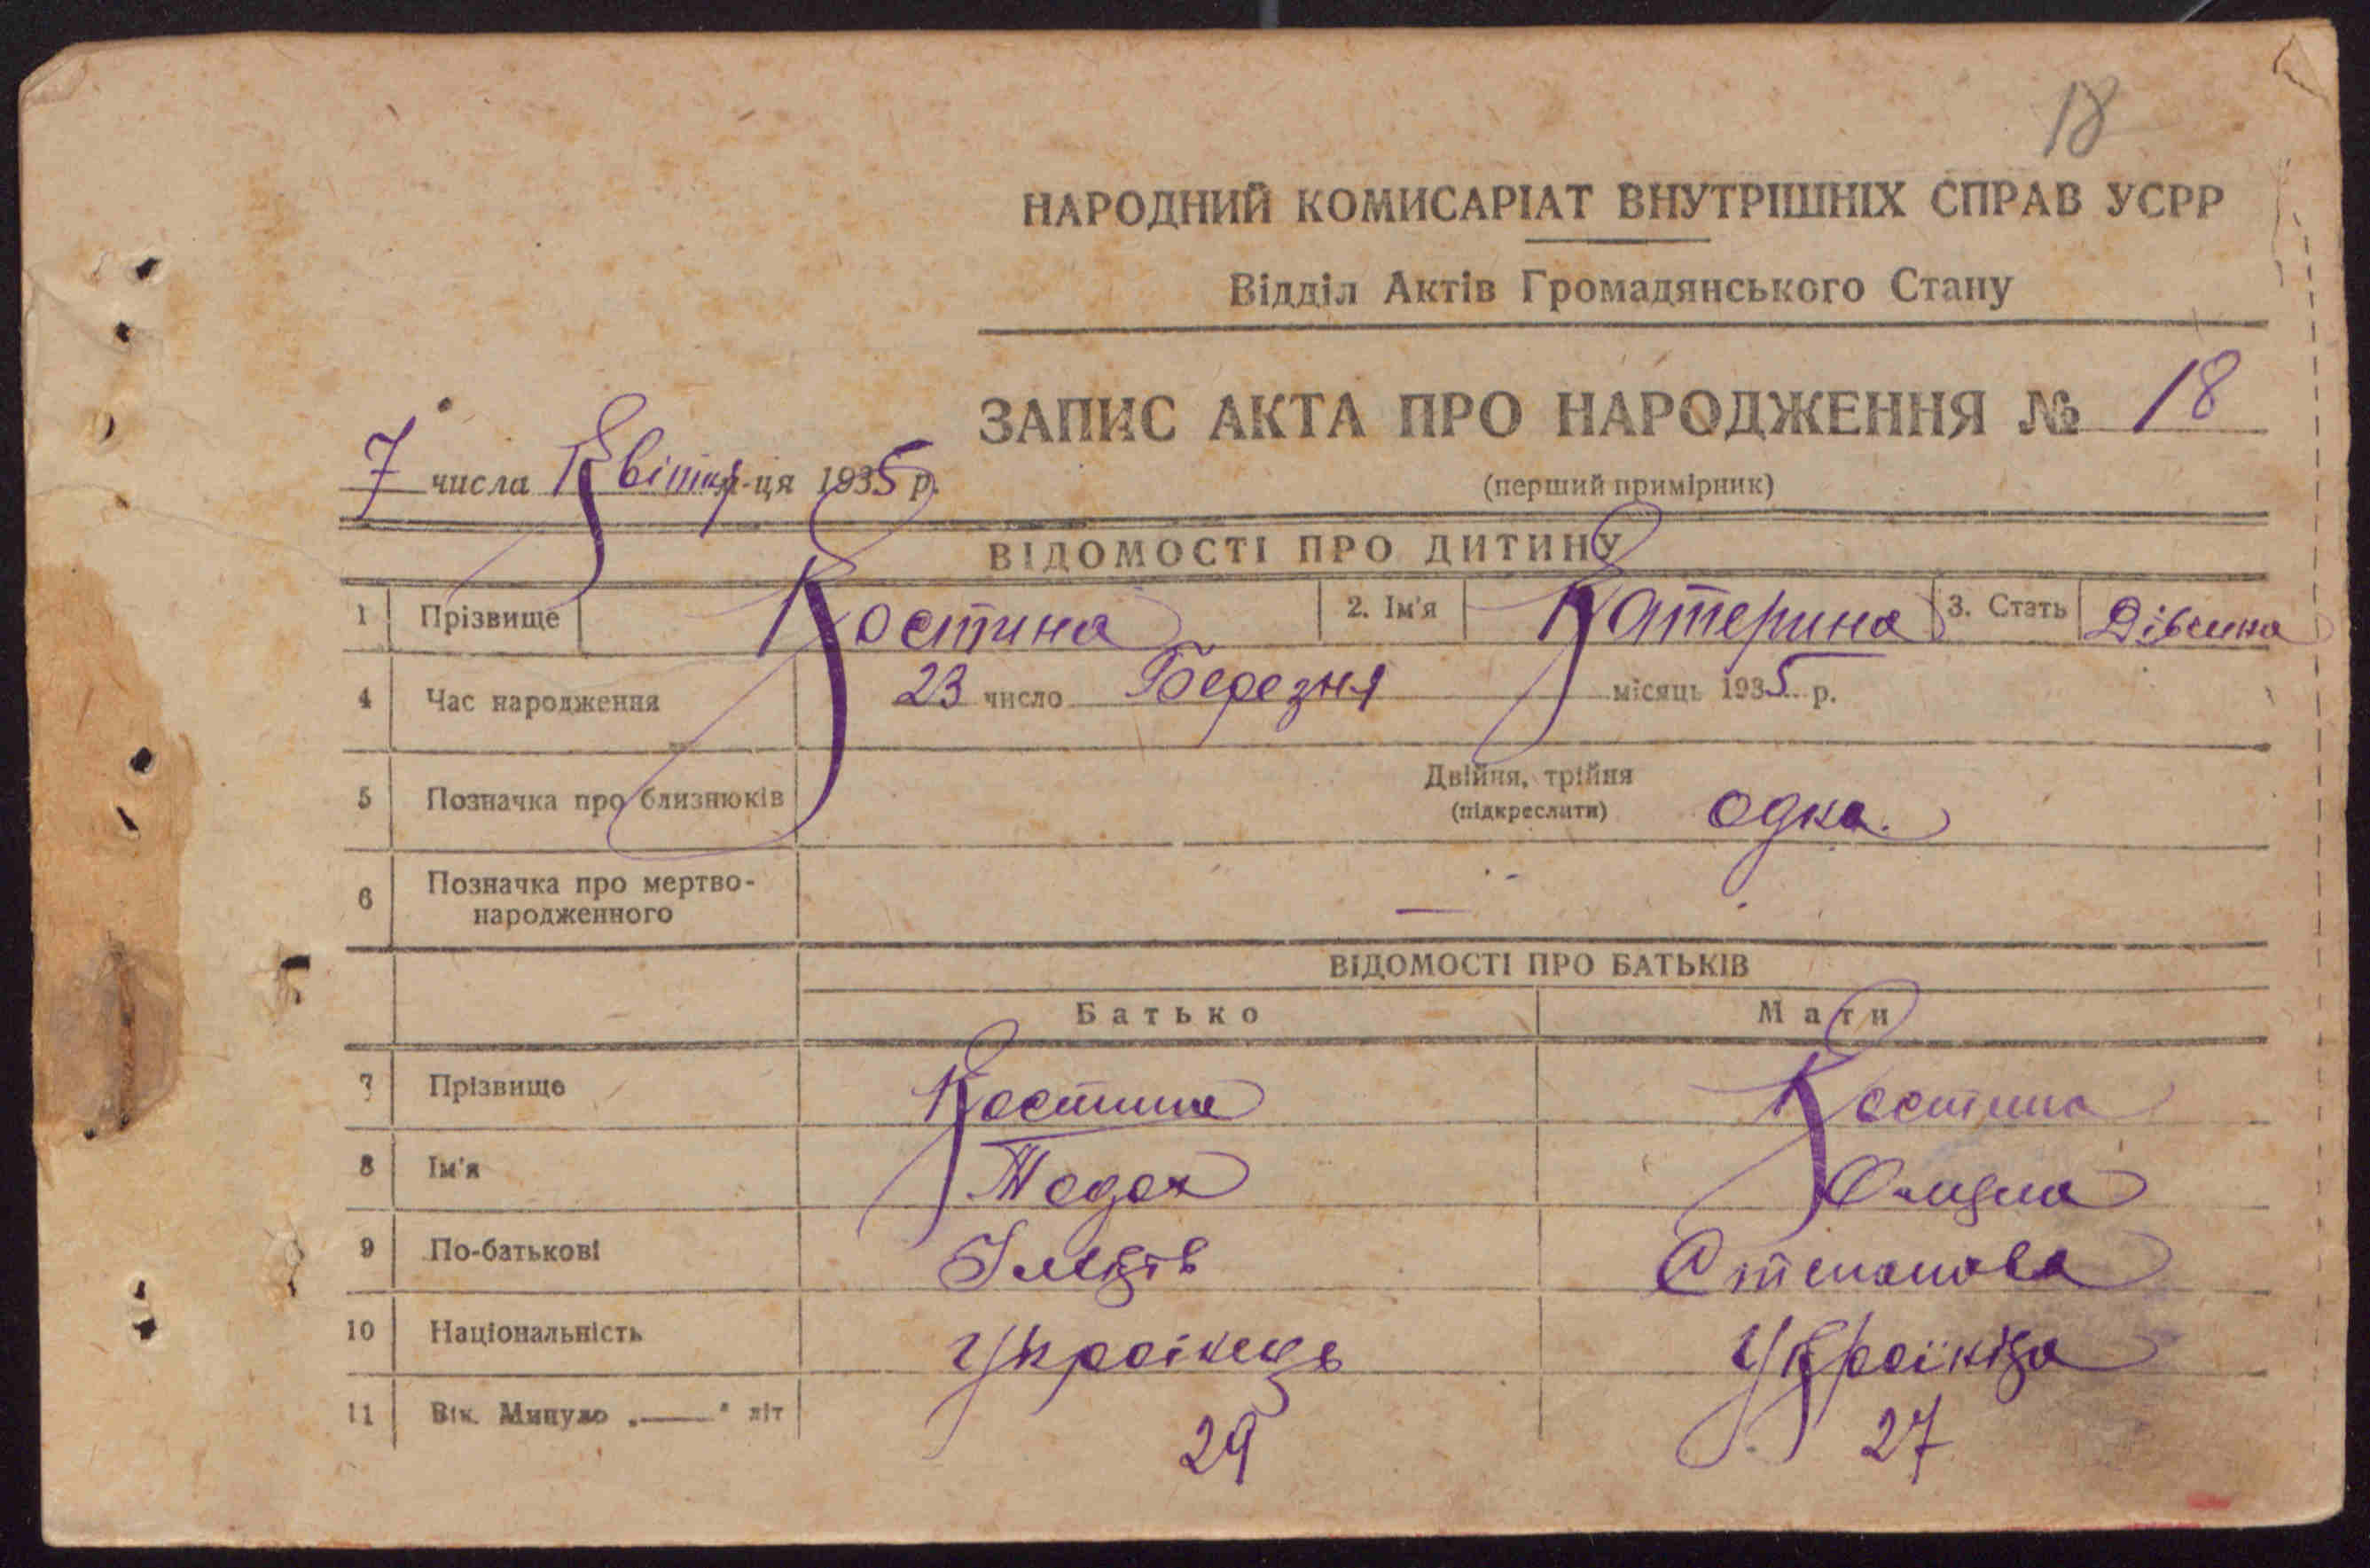 18
НАРОДНИЙ КОМИСАРІАТ ВНУТРІШНІХ СПРАВ УСРР
Відділ Актів Громадянського Стану
ЗАПИС АКТА ПРО НАРОДЖЕННЯ № 18
7 числа Квітня м-ця 1935 р.
(перший примірник)
ВІДОМОСТІ ПРО ДИТИНУ
1 Прізвище Костина 2. Ім'я Катерина 3. Стать Дівчина
4 Час народження 23 число Березня місяць 1935 р.
5 Позначка про близнюків Двійня, трійня (підкреслити) одна.
6 Позначка про мертво-
народженного —
ВІДОМОСТІ ПРО БАТЬКІВ
Батько Мати
7 Прізвище Костина Костина
8 Ім'я Тодох
9 По-батькові Степанова
10 Національність Украінець Українка
11 Вік. Минуло „—“ літ 29 27